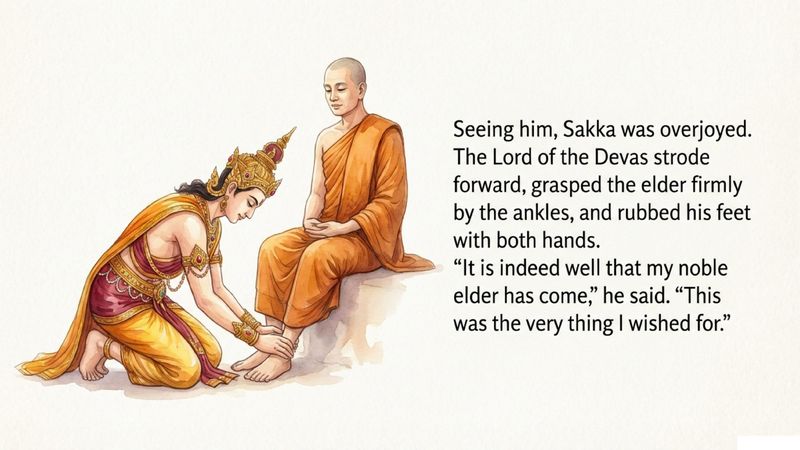 Seeing him, Sakka was overjoyed.
The Lord of the Devas strode
forward, grasped the elder firmly
by the ankles, and rubbed his feet
with both hands.
“It is indeed well that my noble
elder has come,” he said. “This
was the very thing I wished for.”